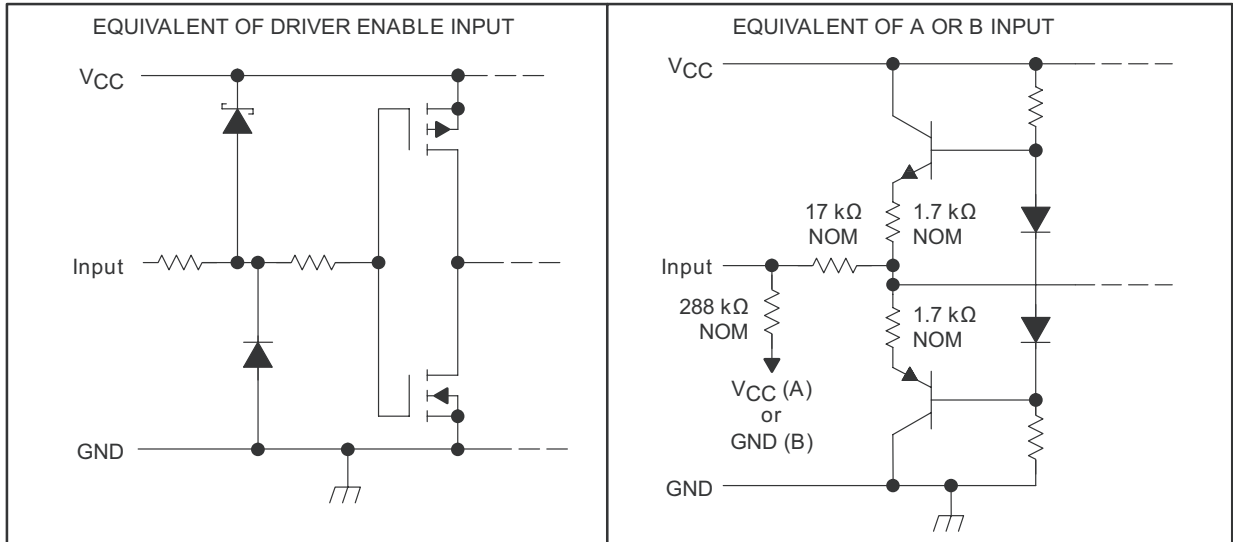 EQUIVALENT OF DRIVER ENABLE INPUT
VCC
Input
GND
EQUIVALENT OF A OR B INPUT
VCC
17 kΩ
NOM
1.7 kΩ
NOM
Input
288 kΩ
NOM
1.7 kΩ
NOM
VCC (A)
or
GND (B)
GND